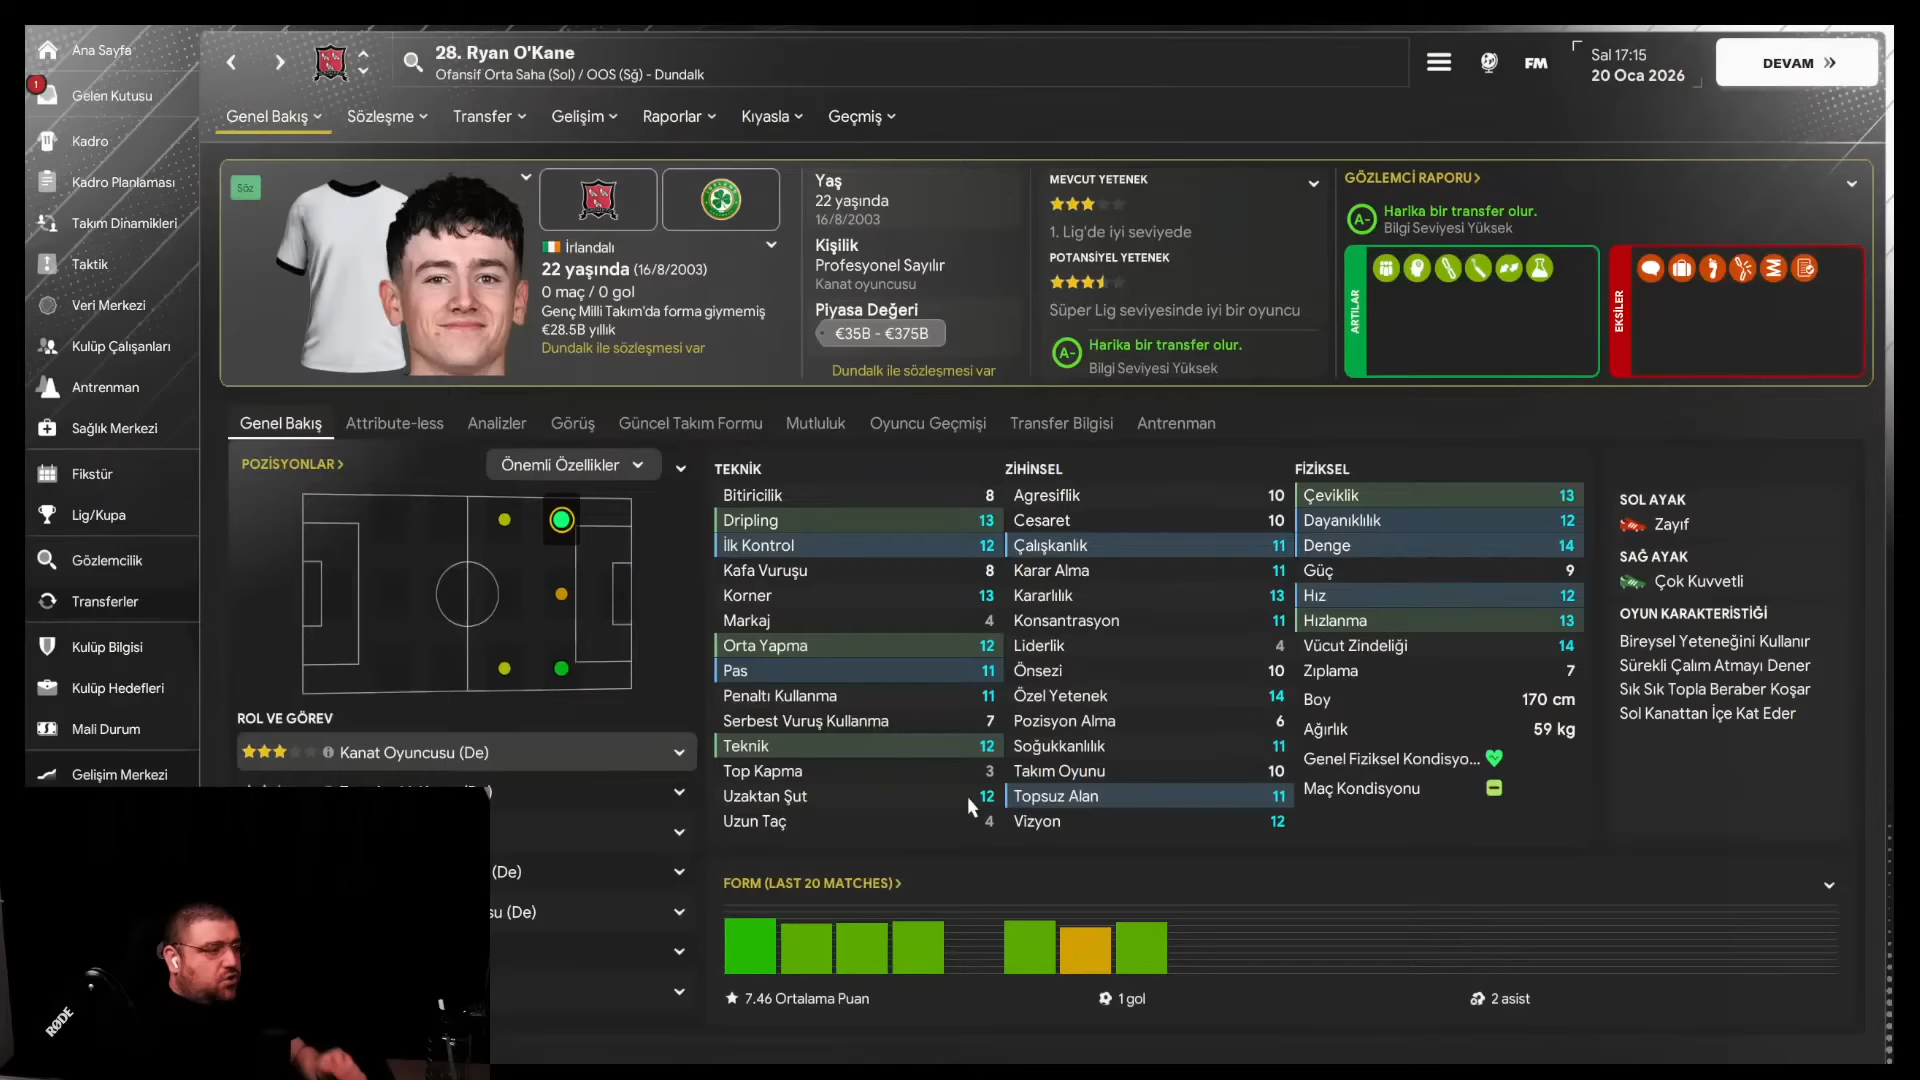 Ana Sayfa
1
Gelen Kutusu
Kadro
Kadro Planlaması
Takım Dinamikleri
Taktik
Veri Merkezi
Kulüp Çalışanları
Antrenman
Sağlık Merkezi
Fikstür
Lig/Kupa
Gözlemcilik
Transferler
Kulüp Bilgisi
Kulüp Hedefleri
Mali Durum
Gelişim Merkezi
28. Ryan O'Kane
Ofansif Orta Saha (Sol) / OOS (Sğ) - Dundalk
FM
Sal 17:15
20 Oca 2026
DEVAM
Genel Bakış
Sözleşme
Transfer
Gelişim
Raporlar
Kıyasla
Geçmiş
Söz
İrlandalı
22 yaşında (16/8/2003)
0 maç / 0 gol
Genç Milli Takım'da forma giymemiş
€28.5B yıllık
Dundalk ile sözleşmesi var
Yaş
22 yaşında
16/8/2003
Kişilik
Profesyonel Sayılır
Kanat oyuncusu
Piyasa Değeri
€35B - €375B
Dundalk ile sözleşmesi var
MEVCUT YETENEK
1. Lig'de iyi seviyede
POTANSİYEL YETENEK
Süper Lig seviyesinde iyi bir oyuncu
A-
Harika bir transfer olur.
Bilgi Seviyesi Yüksek
GÖZLEMCİ RAPORU
A-
Harika bir transfer olur.
Bilgi Seviyesi Yüksek
ARTILAR
EKSİLER
Genel Bakış
Attribute-less
Analizler
Görüş
Güncel Takım Formu
Mutluluk
Oyuncu Geçmişi
Transfer Bilgisi
Antrenman
POZİSYONLAR
Önemli Özellikler
ROL VE GÖREV
Kanat Oyuncusu (De)
(De)
su (De)
TEKNİK
Bitiricilik 8
Dripling 13
İlk Kontrol 12
Kafa Vuruşu 8
Korner 13
Markaj 4
Orta Yapma 12
Pas 11
Penaltı Kullanma 11
Serbest Vuruş Kullanma 7
Teknik 12
Top Kapma 3
Uzaktan Şut 12
Uzun Taç 4
ZİHİNSEL
Agresiflik 10
Cesaret 10
Çalışkanlık 11
Karar Alma 11
Kararlılık 13
Konsantrasyon 11
Liderlik 4
Önsezi 10
Özel Yetenek 14
Pozisyon Alma 6
Soğukkanlılık 11
Takım Oyunu 10
Topsuz Alan 11
Vizyon 12
FİZİKSEL
Çeviklik 13
Dayanıklılık 12
Denge 14
Güç 9
Hız 12
Hızlanma 13
Vücut Zindeliği 14
Zıplama 7
Boy 170 cm
Ağırlık 59 kg
Genel Fiziksel Kondisyo...
Maç Kondisyonu
SOL AYAK
Zayıf
SAĞ AYAK
Çok Kuvvetli
OYUN KARAKTERİSTİĞİ
Bireysel Yeteneğini Kullanır
Sürekli Çalım Atmayı Dener
Sık Sık Topla Beraber Koşar
Sol Kanattan İçe Kat Eder
FORM (LAST 20 MATCHES)
7.46 Ortalama Puan
1 gol
2 asist
RØDE